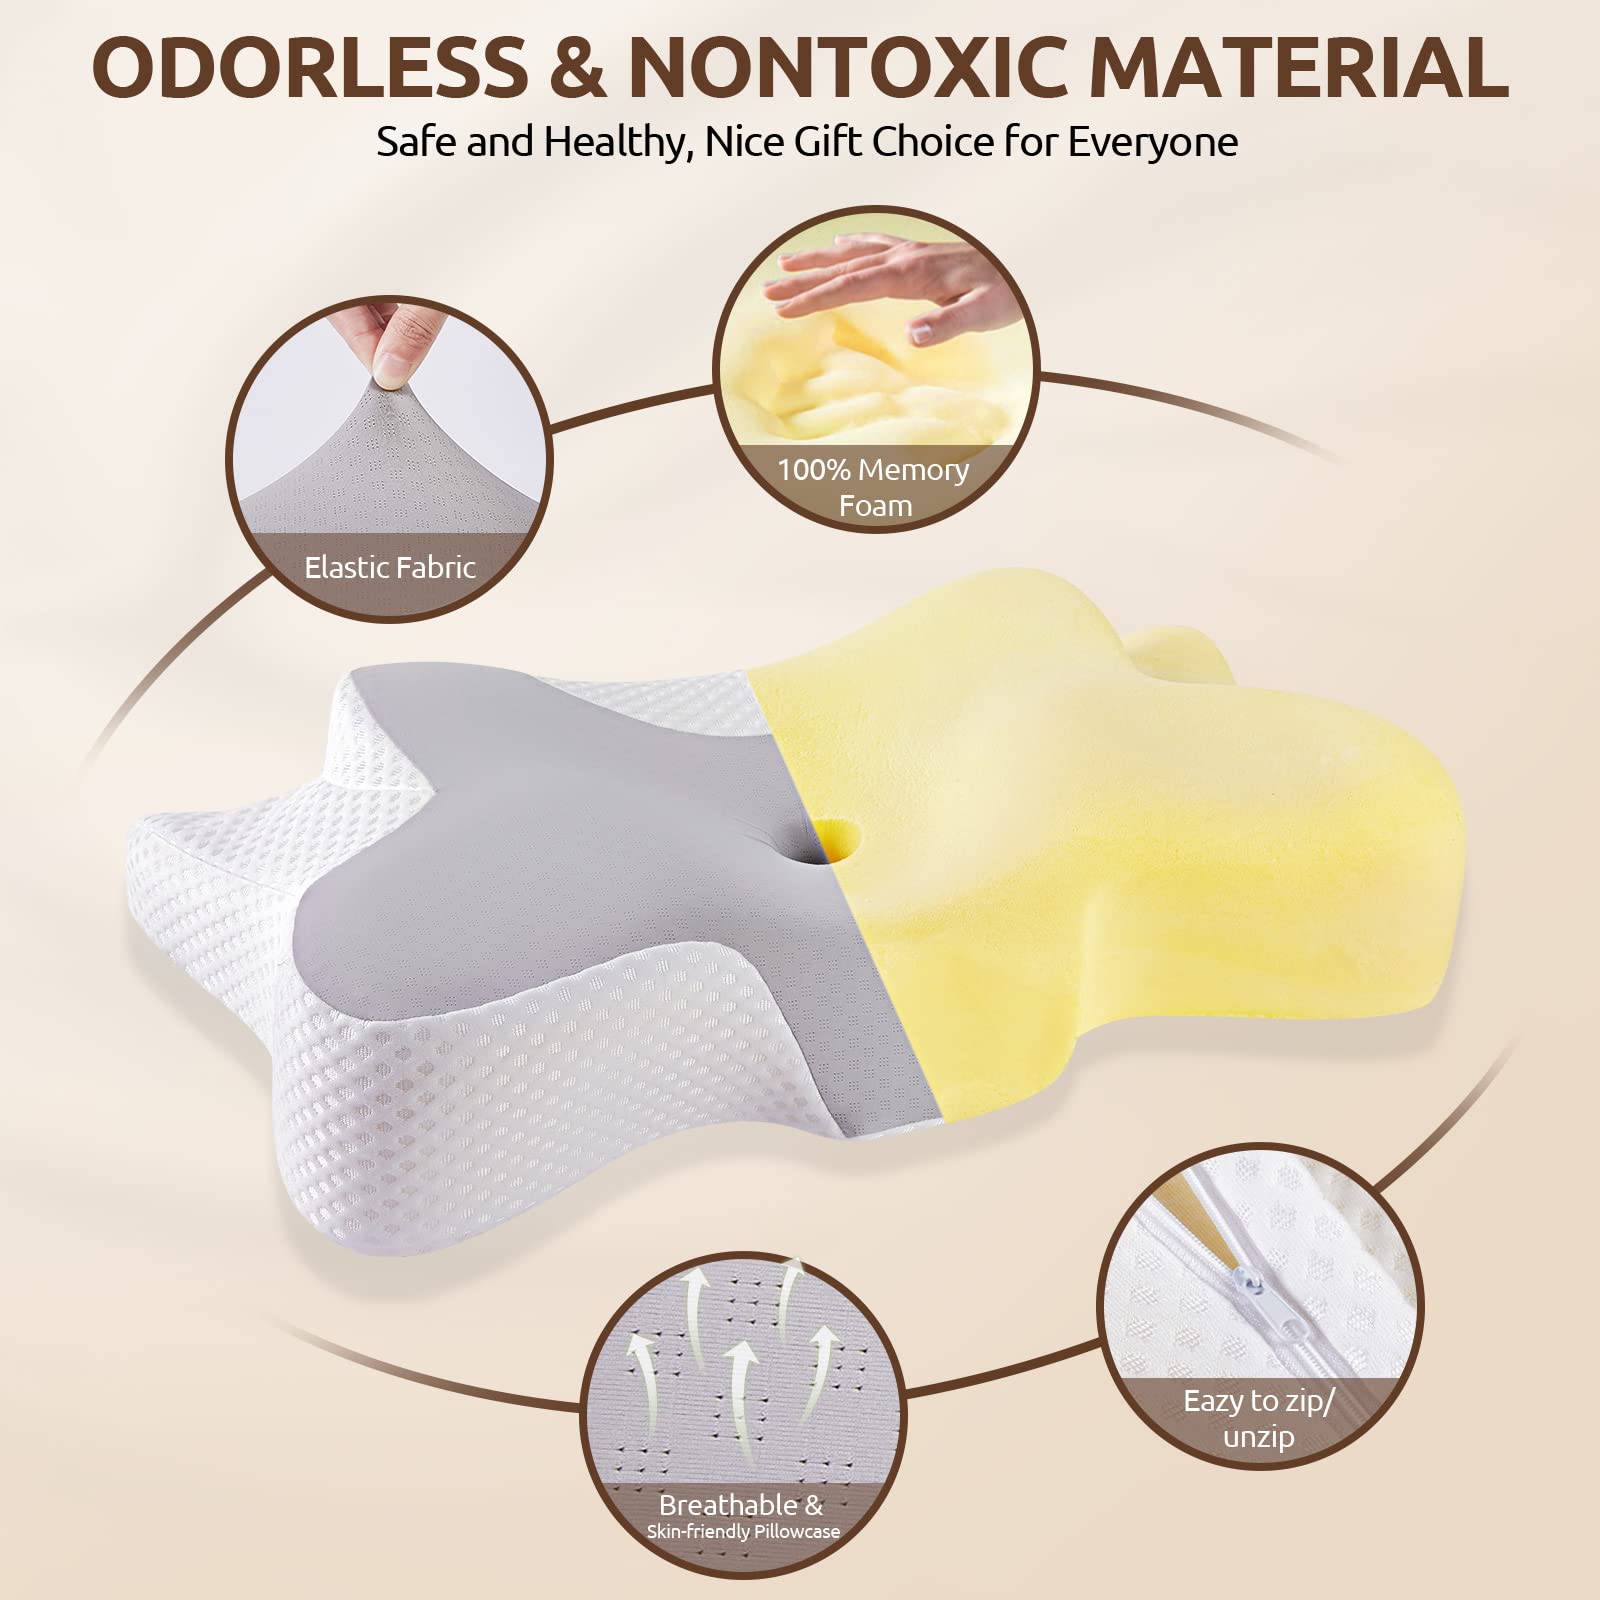 ODORLESS & NONTOXIC MATERIAL
Safe and Healthy, Nice Gift Choice for Everyone
100% Memory
Foam
Elastic Fabric
Eazy to zip/
unzip
Breathable &
Skin-friendly Pillowcase